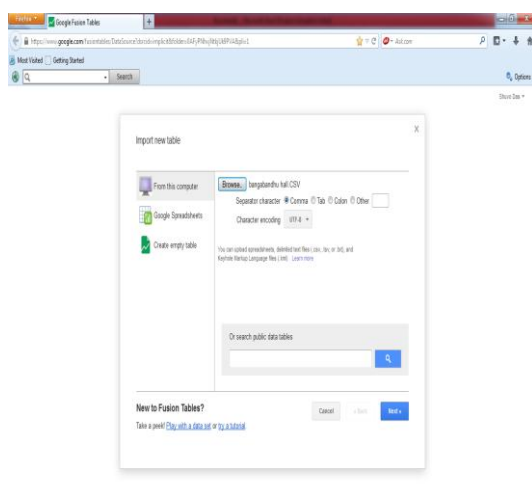 Firefox
Google Fusion Tables
+
Ask.com
Most Visited Getting Started
Search
Options
Import new table
X
From this computer
Google Spreadsheets
Create empty table
Browse... bangabandhu hall.CSV
Separator character Comma Tab Colon Other
Character encoding UTF-8
You can upload spreadsheets, delimited text files (.csv, .tsv, or .txt), and
Keyhole Markup Language files (.kml). Learn more
Or search public data tables
New to Fusion Tables?
Take a peek! Play with a data set or try a tutorial.
Cancel
« Back
Next »